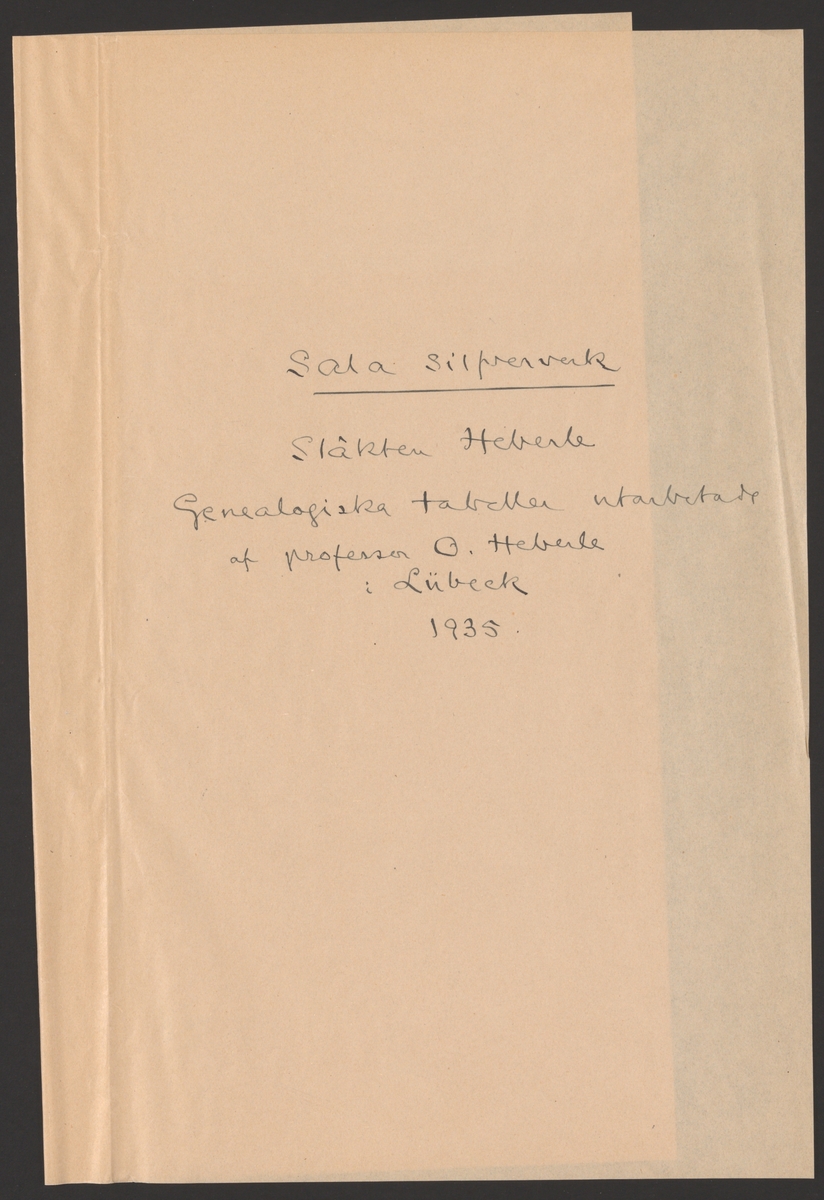 Sala Silfververk
Släkten Heberle
Genealogiska tabeller utarbetade
af professor O. Heberle
i Lübeck
1935.